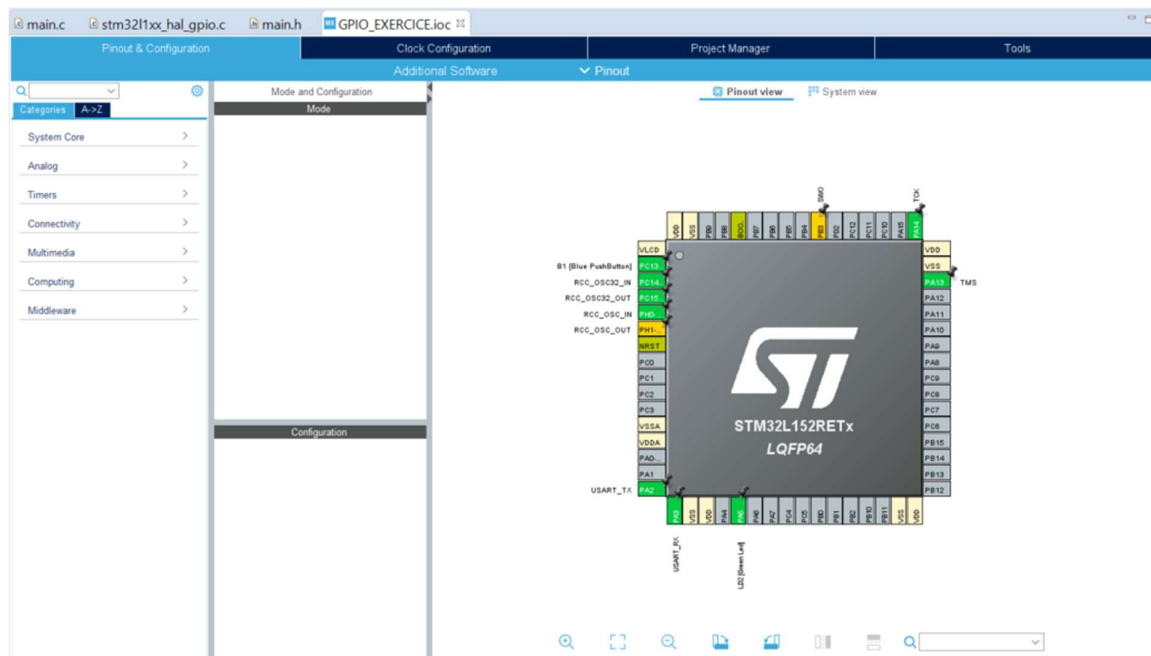 main.c
stm32l1xx_hal_gpio.c
main.h
MX GPIO_EXERCICE.ioc
Pinout & Configuration
Clock Configuration
Project Manager
Tools
Additional Software
Pinout
Categories
A->Z
System Core
Analog
Timers
Connectivity
Multimedia
Computing
Middleware
Mode and Configuration
Mode
Configuration
Pinout view
System view
SWO
TCK
VDD
VSS
PB9
PB8
BOO..
PB7
PB6
PB5
PB4
PB3
PD2
PC12
PC11
PC10
PA15
PA14
VLCD
B1 [Blue PushButton] PC13..
RCC_OSC32_IN PC14..
RCC_OSC32_OUT PC15..
RCC_OSC_IN PH0-..
RCC_OSC_OUT PH1-..
NRST
PC0
PC1
PC2
PC3
VSSA
VDDA
PA0-..
PA1
USART_TX PA2
VDD
VSS
PA13 TMS
PA12
PA11
PA10
PA9
PA8
PC9
PC8
PC7
PC6
PB15
PB14
PB13
PB12
ST
STM32L152RETx
LQFP64
PA3
VSS
VDD
PA4
PA5
PA6
PA7
PC4
PC5
PB0
PB1
PB2
PB10
PB11
VSS
VDD
USART_RX
LD2 [Green Led]